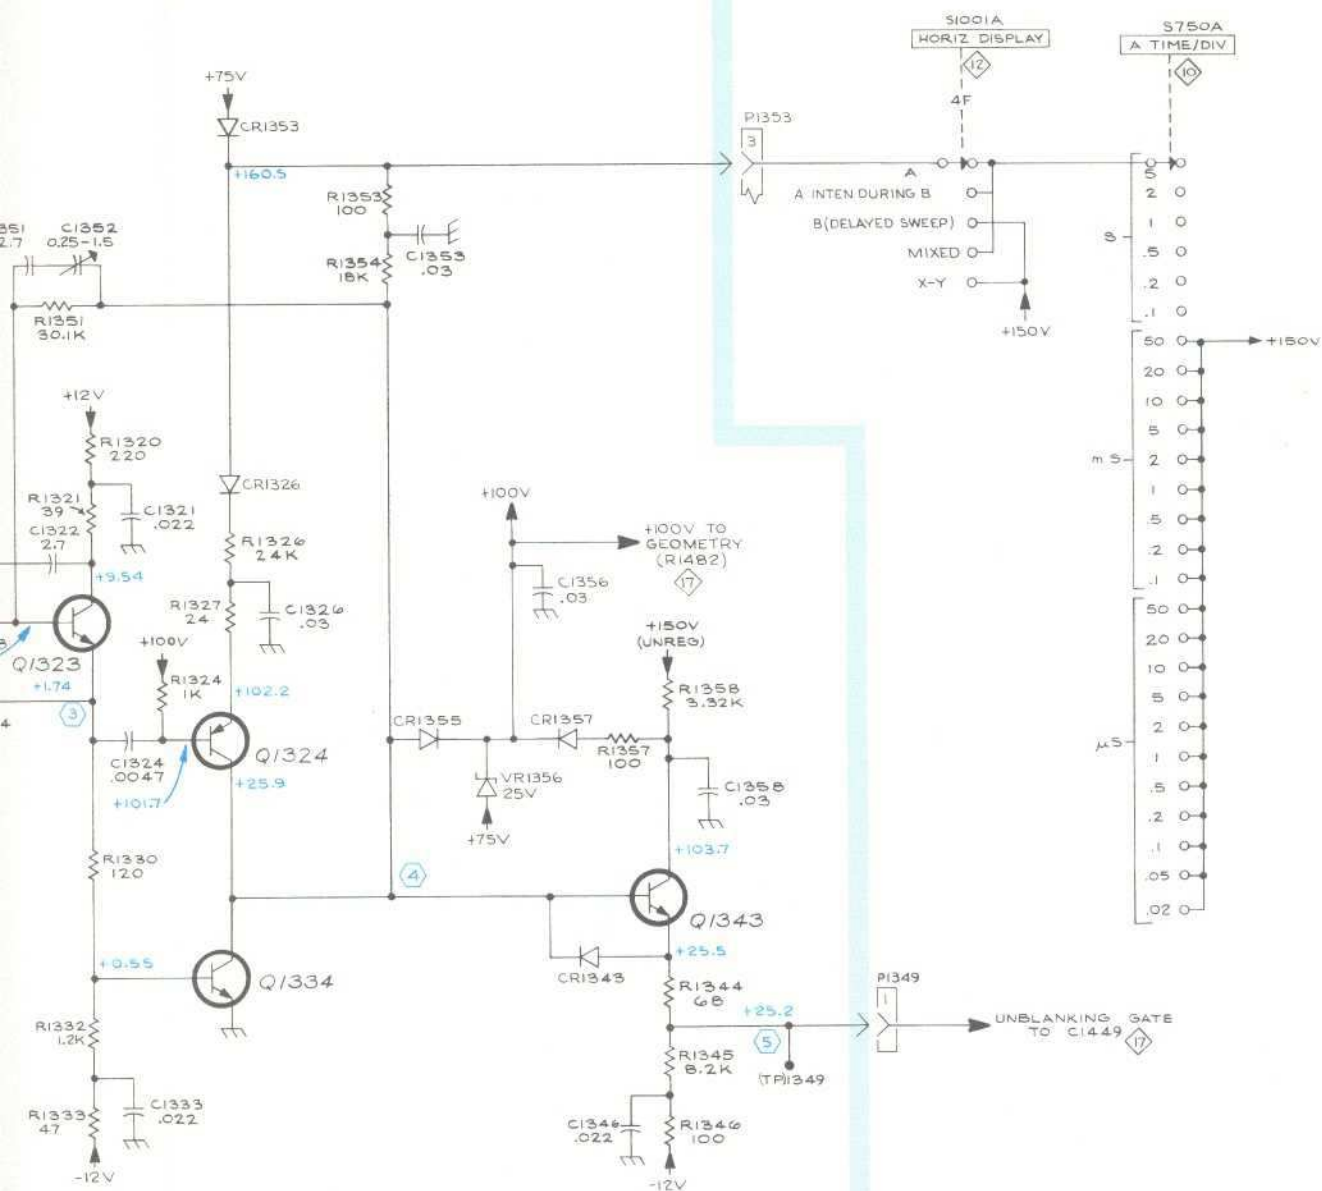 S1001A
HORIZ DISPLAY
12
4F
S750A
A TIME/DIV
10
+75V
CR1353
+160.5
P1353
3
A
A INTEN DURING B
B(DELAYED SWEEP)
MIXED
X-Y
+150V
S
5
2
1
.5
.2
.1
mS
50
20
10
5
2
1
.5
.2
.1
+150V
μS
50
20
10
5
2
1
.5
.2
.1
.05
.02
R1353
100
C1353
.03
R1354
18K
351
2.7
C1352
0.25-1.5
R1351
30.1K
+12V
R1320
220
R1321
39
C1321
.022
C1322
2.7
+9.54
Q1323
+1.74
3
4
CR1326
R1326
24K
R1327
24
C1326
.03
+100V
R1324
1K
+102.2
Q1324
C1324
.0047
+101.7
+25.9
+100V
+100V TO
GEOMETRY
(R1482)
17
C1356
.03
+150V
(UNREG)
R1358
3.32K
CR1355
CR1357
R1357
100
VR1356
25V
+75V
C1358
.03
+103.7
4
Q1343
+25.5
CR1343
R1330
120
+0.55
Q1334
R1332
1.2K
R1333
47
C1333
.022
-12V
R1344
68
+25.2
5
(TP)1349
P1349
1
UNBLANKING GATE
TO C1449
17
R1345
8.2K
C1346
.022
R1346
100
-12V